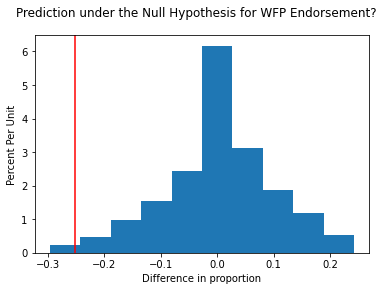 Prediction under the Null Hypothesis for WFP Endorsement?
6
5
4
3
2
1
0
Percent Per Unit
−0.3 −0.2 −0.1 0.0 0.1 0.2
Difference in proportion